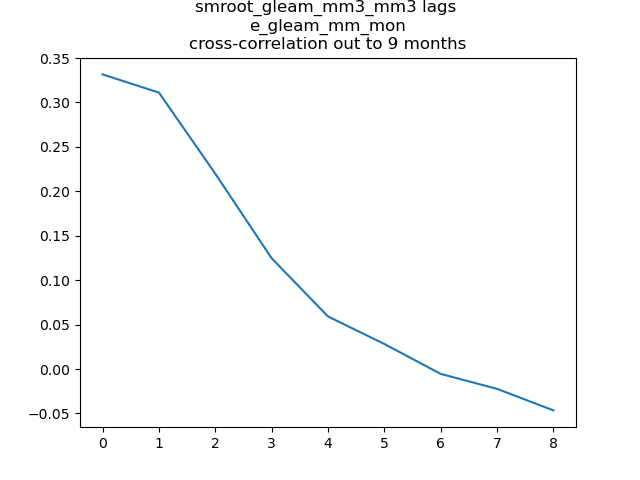 smroot_gleam_mm3_mm3 lags
e_gleam_mm_mon
cross-correlation out to 9 months
0.35
0.30
0.25
0.20
0.15
0.10
0.05
0.00
−0.05
0 1 2 3 4 5 6 7 8